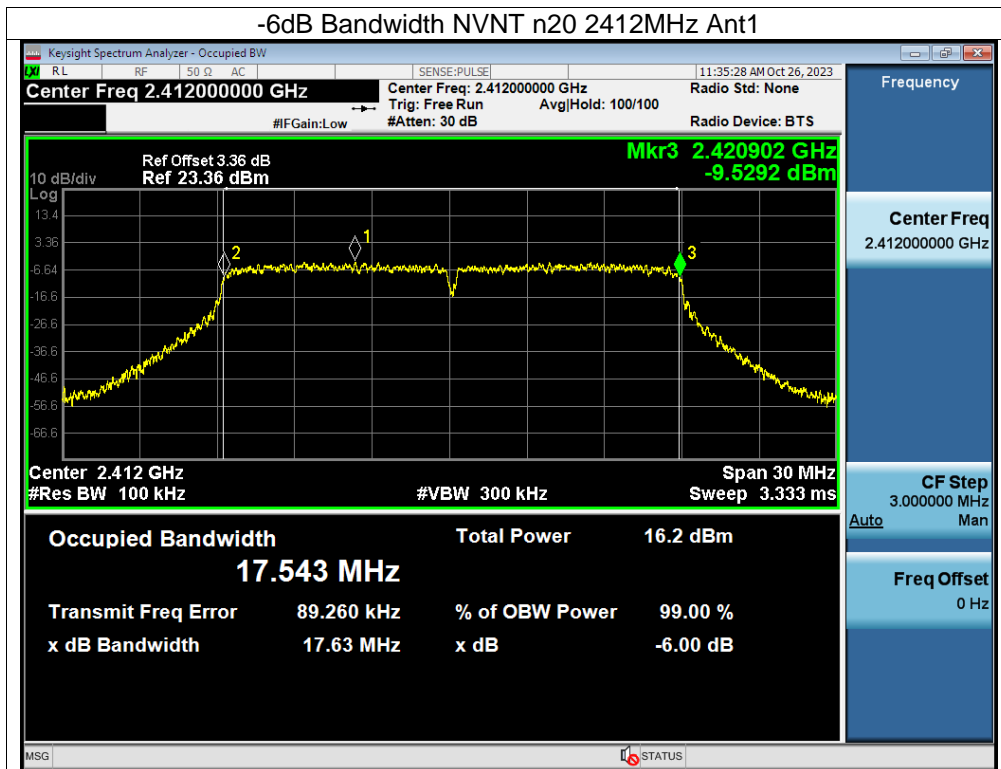 -6dB Bandwidth NVNT n20 2412MHz Ant1
Keysight Spectrum Analyzer - Occupied BW
LXI RL RF 50 Ω AC SENSE:PULSE 11:35:28 AM Oct 26, 2023
Center Freq 2.412000000 GHz
Center Freq: 2.412000000 GHz
Radio Std: None
Trig: Free Run Avg|Hold: 100/100
#IFGain:Low
#Atten: 30 dB
Radio Device: BTS
Frequency
Mkr3 2.420902 GHz
-9.5292 dBm
Ref Offset 3.36 dB
10 dB/div Ref 23.36 dBm
Log
13.4
3.36
-6.64
-16.6
-26.6
-36.6
-46.6
-56.6
-66.6
2
1
3
Center 2.412 GHz
Span 30 MHz
#Res BW 100 kHz
#VBW 300 kHz
Sweep 3.333 ms
Occupied Bandwidth
17.543 MHz
Total Power 16.2 dBm
Transmit Freq Error 89.260 kHz
% of OBW Power 99.00 %
x dB Bandwidth 17.63 MHz
x dB -6.00 dB
Center Freq
2.412000000 GHz
CF Step
3.000000 MHz
Auto Man
Freq Offset
0 Hz
MSG
STATUS